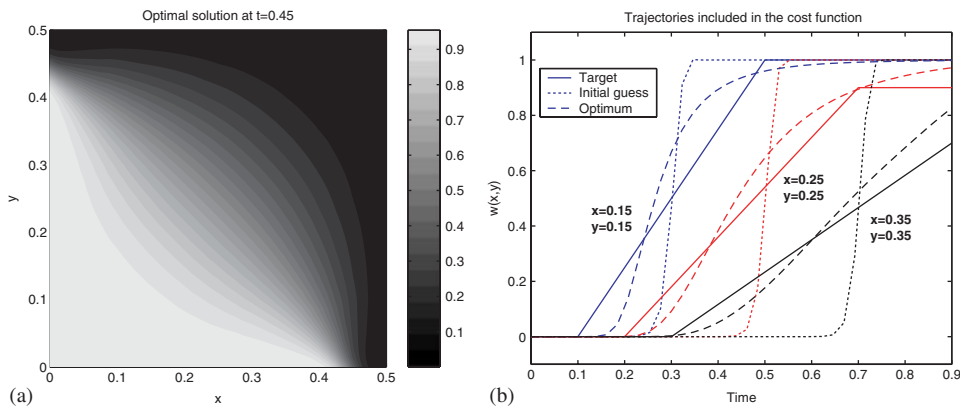 Optimal solution at t=0.45
0.5
0.4
0.3
0.2
0.1
0
y
0 0.1 0.2 0.3 0.4 0.5
x
0.9
0.8
0.7
0.6
0.5
0.4
0.3
0.2
0.1
(a)
Trajectories included in the cost function
1
0.8
0.6
0.4
0.2
0
w(x,y)
Target
Initial guess
Optimum
x=0.15
y=0.15
x=0.25
y=0.25
x=0.35
y=0.35
0 0.1 0.2 0.3 0.4 0.5 0.6 0.7 0.8 0.9
Time
(b)